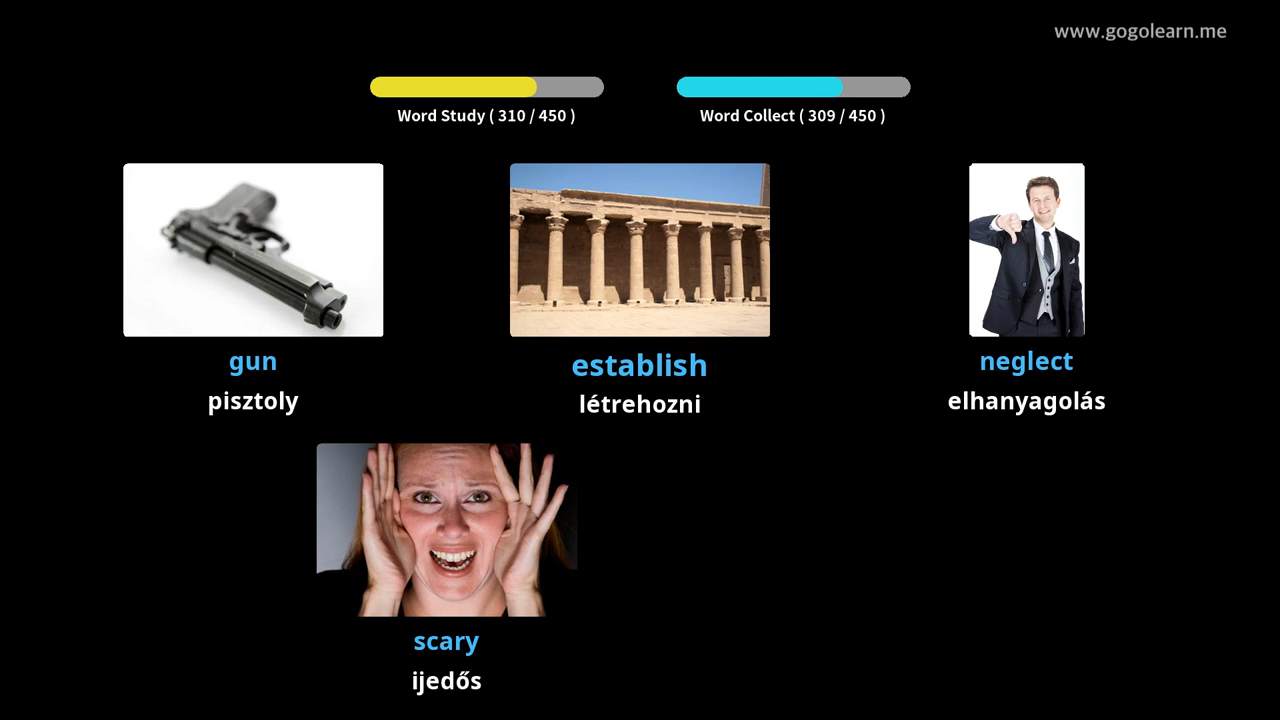 www.gogolearn.me
Word Study ( 310 / 450 )
Word Collect ( 309 / 450 )
gun
pisztoly
establish
létrehozni
neglect
elhanyagolás
scary
ijedős